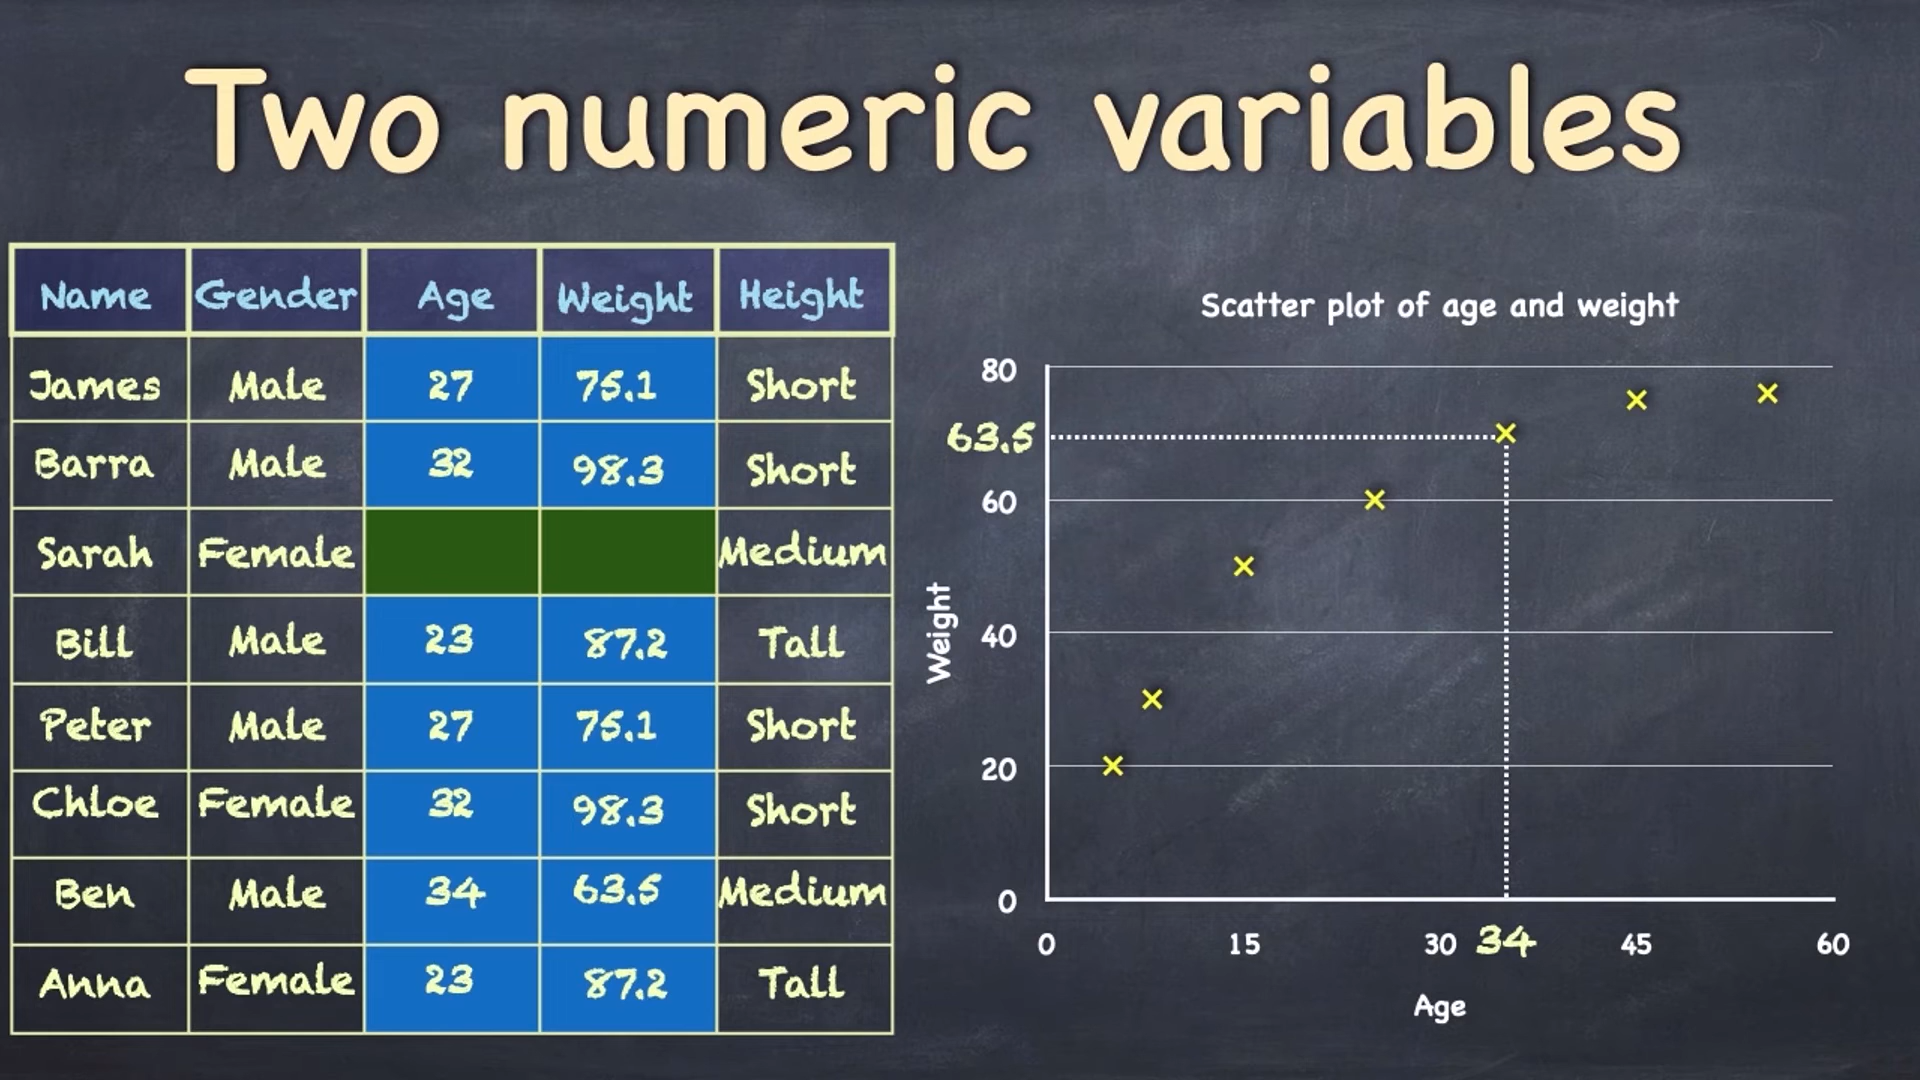 Two numeric variables
Name Gender Age Weight Height
James Male 27 75.1 Short
Barra Male 32 98.3 Short
Sarah Female Medium
Bill Male 23 87.2 Tall
Peter Male 27 75.1 Short
Chloe Female 32 98.3 Short
Ben Male 34 63.5 Medium
Anna Female 23 87.2 Tall
Scatter plot of age and weight
80
63.5
60
40
20
0
Weight
0 15 30 34 45 60
Age